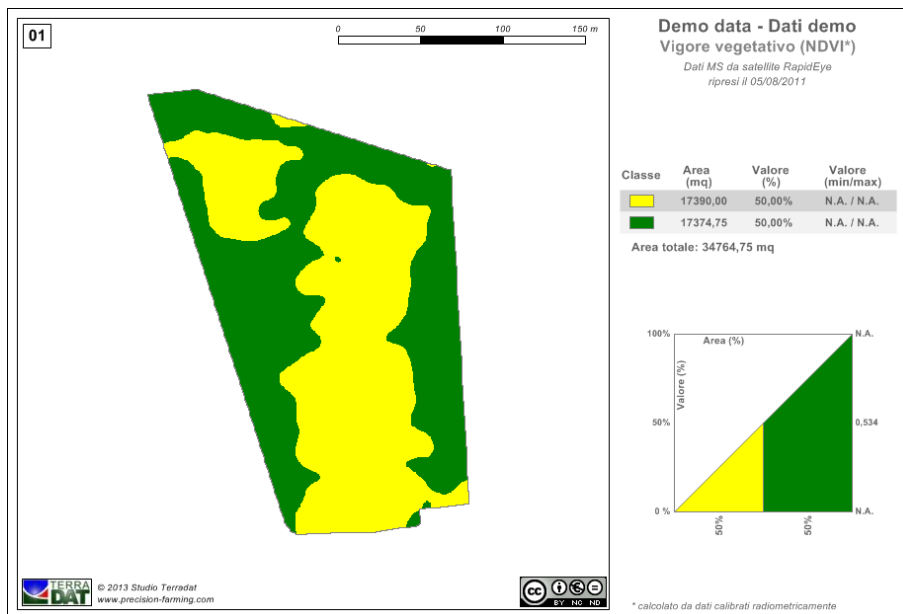 01
0 50 100 150 m
Demo data - Dati demo
Vigore vegetativo (NDVI*)
Dati MS da satellite RapidEye
ripresi il 05/08/2011
Classe Area (mq) Valore (%) Valore (min/max)
17390,00 50,00% N.A. / N.A.
17374,75 50,00% N.A. / N.A.
Area totale: 34764,75 mq
100% Area (%) N.A.
Valore (%)
50% 0,534
0 % N.A.
50% 50%
TERRA DAT
© 2013 Studio Terradat
www.precision-farming.com
cc
BY NC ND
* calcolato da dati calibrati radiometricamente